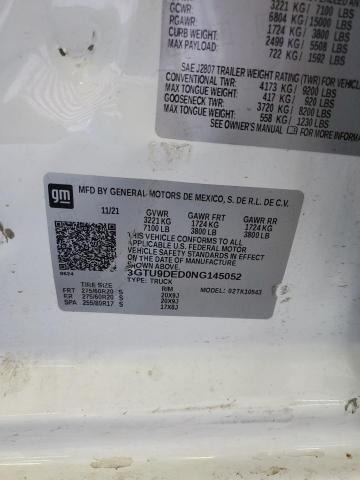 GCWR: 3221 KG / 7100 LBS
RGAWR: 6804 KG / 15000 LBS
CURB WEIGHT: 1724 KG / 3800 LBS
MAX PAYLOAD: 2499 KG / 5508 LBS
722 KG / 1592 LBS
SAE J2807 TRAILER WEIGHT RATING (TWR) FOR VEHICLE
CONVENTIONAL TWR: 4173 KG / 9200 LBS
MAX TONGUE WEIGHT: 417 KG / 920 LBS
GOOSENECK TWR: 3720 KG / 8200 LBS
MAX TONGUE WEIGHT: 558 KG / 1230 LBS
SEE OWNER'S MANUAL FOR
gm
MFD BY GENERAL MOTORS DE MEXICO, S. DE R.L. DE C.V.
11/21 GVWR GAWR FRT GAWR RR
3221 KG 1724 KG 1724 KG
7100 LB 3800 LB 3800 LB
THIS VEHICLE CONFORMS TO ALL
APPLICABLE U.S. FEDERAL MOTOR
VEHICLE SAFETY STANDARDS IN
EFFECT ON THE DATE OF
MANUFACTURE SHOWN ABOVE.
3GTU9DED0NG145052
TYPE: TRUCK MODEL: 02TK10543
TIRE SIZE RIM
FRT 275/60R20 S 20X9J
RR 275/60R20 S 20X9J
SPA 255/80R17 S 17X8J